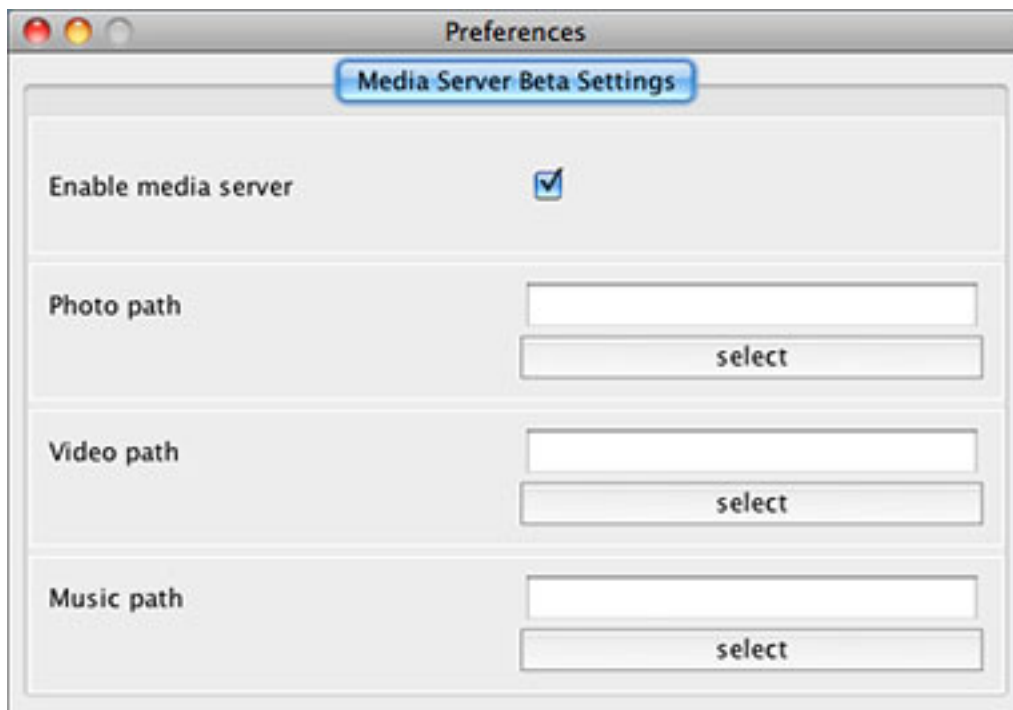 Preferences
Media Server Beta Settings
Enable media server
Photo path
select
Video path
select
Music path
select